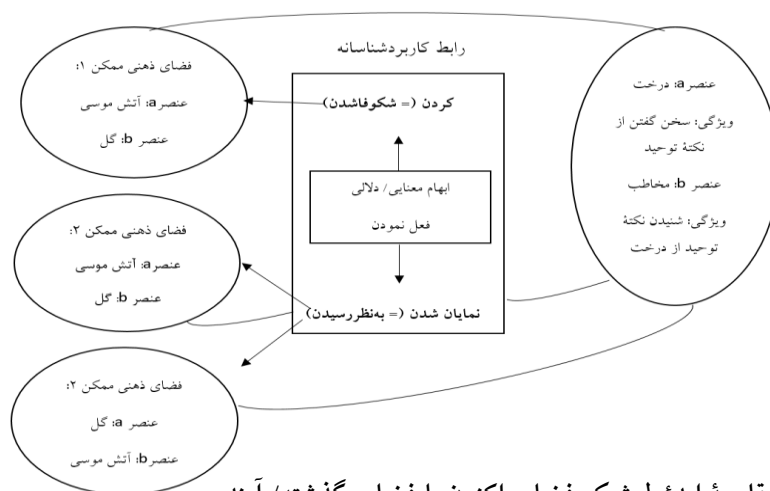 رابط کاربردشناسانه
عنصر a: درخت
ویژگی: سخن گفتن از
نکتهٔ توحید
عنصر b: مخاطب
ویژگی: شنیدن نکتهٔ
توحید از درخت
کردن (= شکوفاشدن)
ابهام معنایی/ دلالی
فعل نمودن
نمایان شدن (= به‌نظررسیدن)
فضای ذهنی ممکن ۱:
عنصر a: آتش موسی
عنصر b: گل
فضای ذهنی ممکن ۲:
عنصر a: آتش موسی
عنصر b: گل
فضای ذهنی ممکن ۲:
عنصر a: گل
عنصر b: آتش موسی